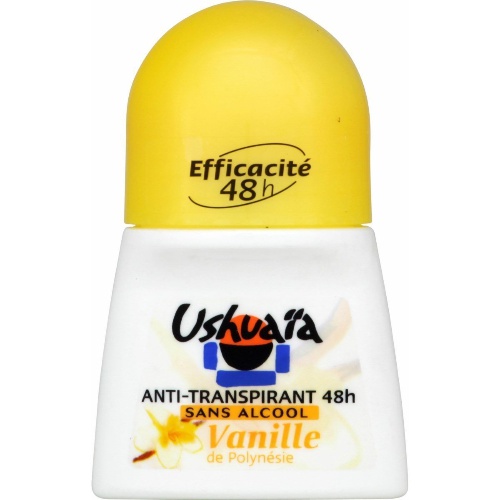 Efficacité
48h
Ushuaïa
ANTI-TRANSPIRANT 48h
SANS ALCOOL
Vanille
de Polynésie